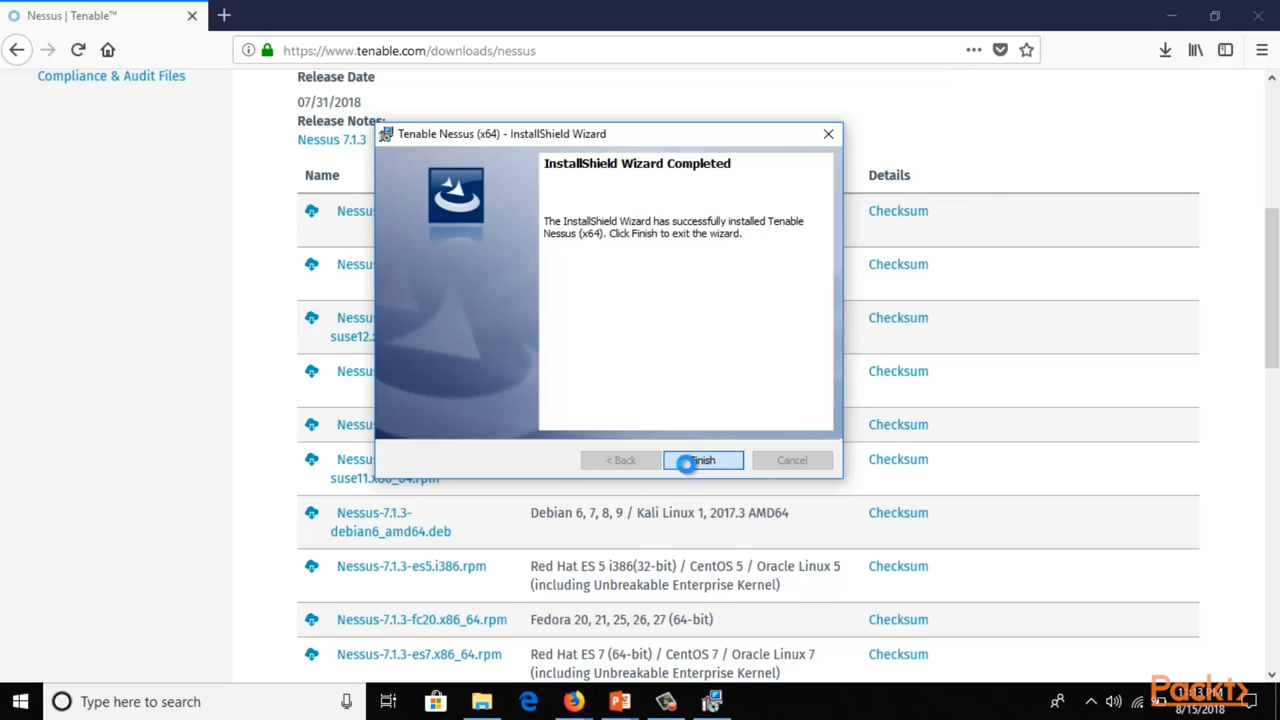 Nessus | Tenable™
https://www.tenable.com/downloads/nessus
Compliance & Audit Files
Release Date
07/31/2018
Release Notes:
Nessus 7.1.3
Tenable Nessus (x64) - InstallShield Wizard
InstallShield Wizard Completed
The InstallShield Wizard has successfully installed Tenable
Nessus (x64). Click Finish to exit the wizard.
< Back
Finish
Cancel
Name
Details
Checksum
Checksum
suse12.
Checksum
Checksum
Checksum
suse11.x86_64.rpm
Checksum
Nessus-7.1.3-
debian6_amd64.deb
Debian 6, 7, 8, 9 / Kali Linux 1, 2017.3 AMD64
Checksum
Nessus-7.1.3-es5.i386.rpm
Red Hat ES 5 i386(32-bit) / CentOS 5 / Oracle Linux 5
(including Unbreakable Enterprise Kernel)
Checksum
Nessus-7.1.3-fc20.x86_64.rpm
Fedora 20, 21, 25, 26, 27 (64-bit)
Checksum
Nessus-7.1.3-es7.x86_64.rpm
Red Hat ES 7 (64-bit) / CentOS 7 / Oracle Linux 7
(including Unbreakable Enterprise Kernel)
Checksum
Type here to search
Packt>
8/15/2018